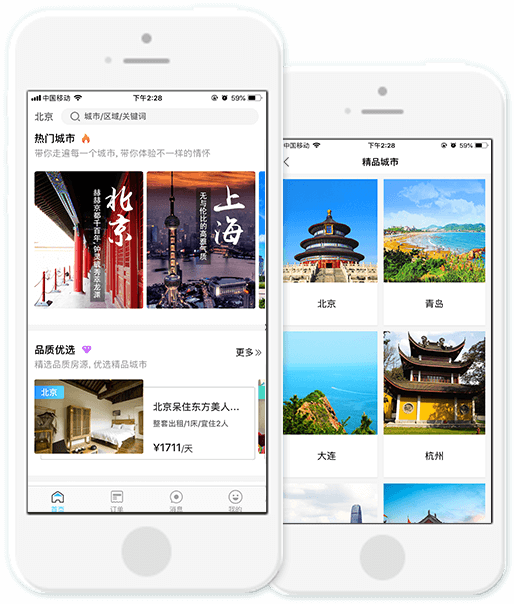 中国移动 下午2:28 59%
北京 城市/区域/关键词
热门城市
带你走遍每一个城市, 带你体验不一样的情怀
北京
赫赫京都千百年
钟灵毓秀萃龙渊
上海
无与伦比的高雅气质
品质优选 更多
精选品质房源, 优选精品城市
北京
北京呆住东方美人...
整套出租/1床/宜住2人
¥1711/天
首页 订单 消息 我的
中国移动 下午2:28 59%
精品城市
北京 青岛
大连 杭州